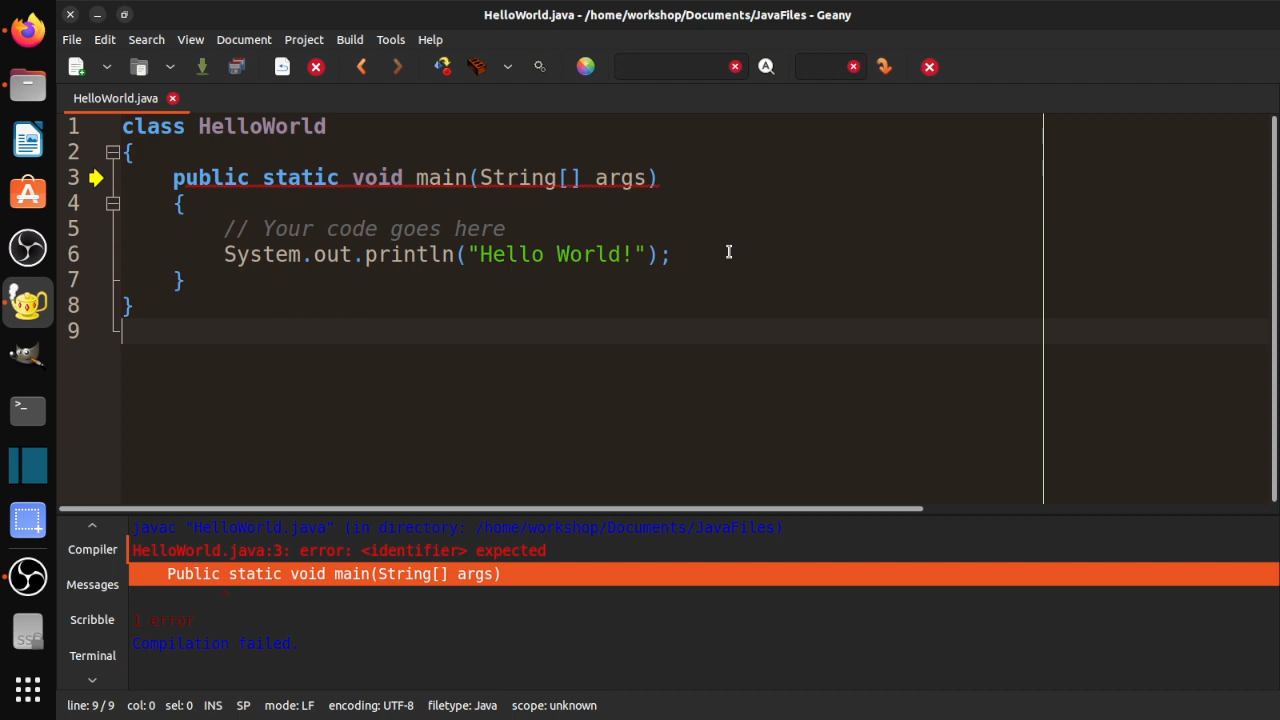 HelloWorld.java - /home/workshop/Documents/JavaFiles - Geany
File Edit Search View Document Project Build Tools Help
HelloWorld.java
1 class HelloWorld
2 {
3 public static void main(String[] args)
4 {
5 // Your code goes here
6 System.out.println("Hello World!");
7 }
8 }
9
Compiler
Messages
Scribble
Terminal
javac "HelloWorld.java" (in directory: /home/workshop/Documents/JavaFiles)
HelloWorld.java:3: error: <identifier> expected
Public static void main(String[] args)
^
1 error
Compilation failed.
line: 9 / 9 col: 0 sel: 0 INS SP mode: LF encoding: UTF-8 filetype: Java scope: unknown